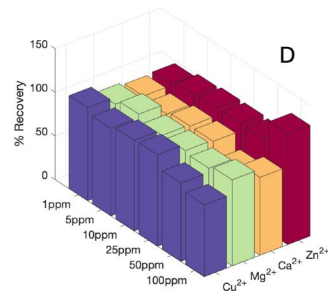 D
150
100
50
0
% Recovery
1ppm
5ppm
10ppm
25ppm
50ppm
100ppm
Cu²⁺
Mg²⁺
Ca²⁺
Zn²⁺